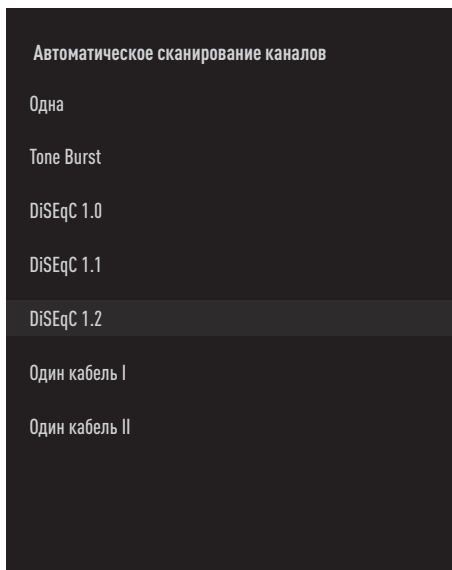 Автоматическое сканирование каналов
Одна
Tone Burst
DiSEqC 1.0
DiSEqC 1.1
DiSEqC 1.2
Один кабель I
Один кабель II